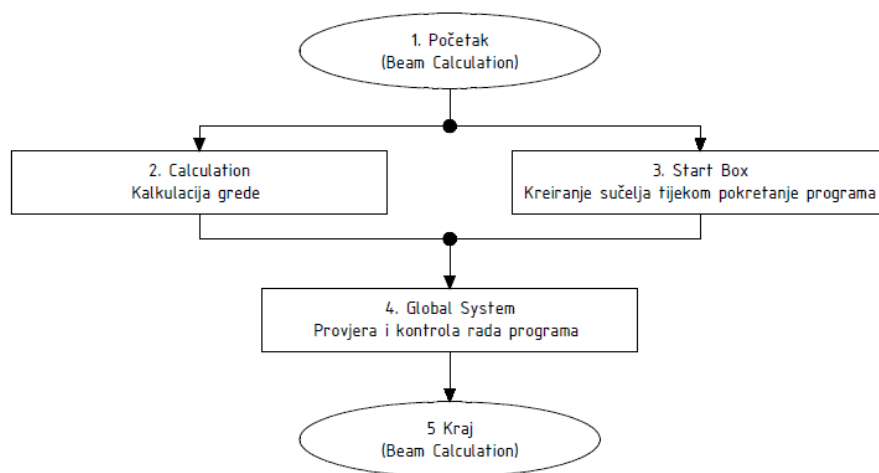 1. Početak
(Beam Calculation)
2. Calculation
Kalkulacija grede
3. Start Box
Kreiranje sučelja tijekom pokretanje programa
4. Global System
Provjera i kontrola rada programa
5 Kraj
(Beam Calculation)